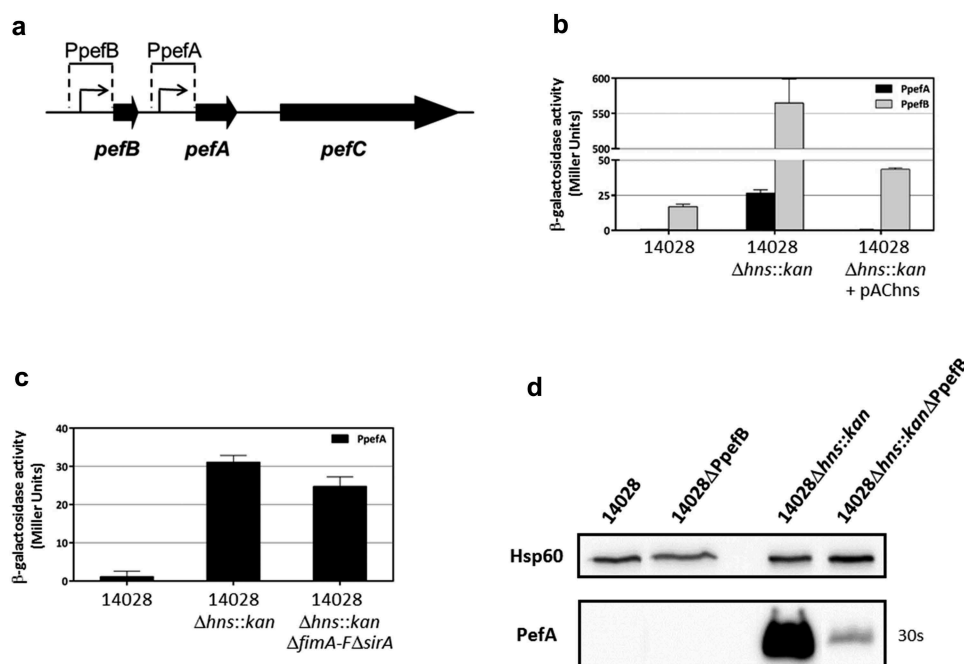 a
PpefB PpefA
pefB pefA pefC
b
β-galactosidase activity
(Miller Units)
600
550
500
50
25
0
PpefA
PpefB
14028 14028 14028
Δhns::kan Δhns::kan
+ pAChns
c
β-galactosidase activity
(Miller Units)
40
30
20
10
0
PpefA
14028 14028 14028
Δhns::kan Δhns::kan
ΔfimA-FΔsirA
d
14028 14028ΔPpefB 14028Δhns::kan 14028Δhns::kanΔPpefB
Hsp60
PefA 30s